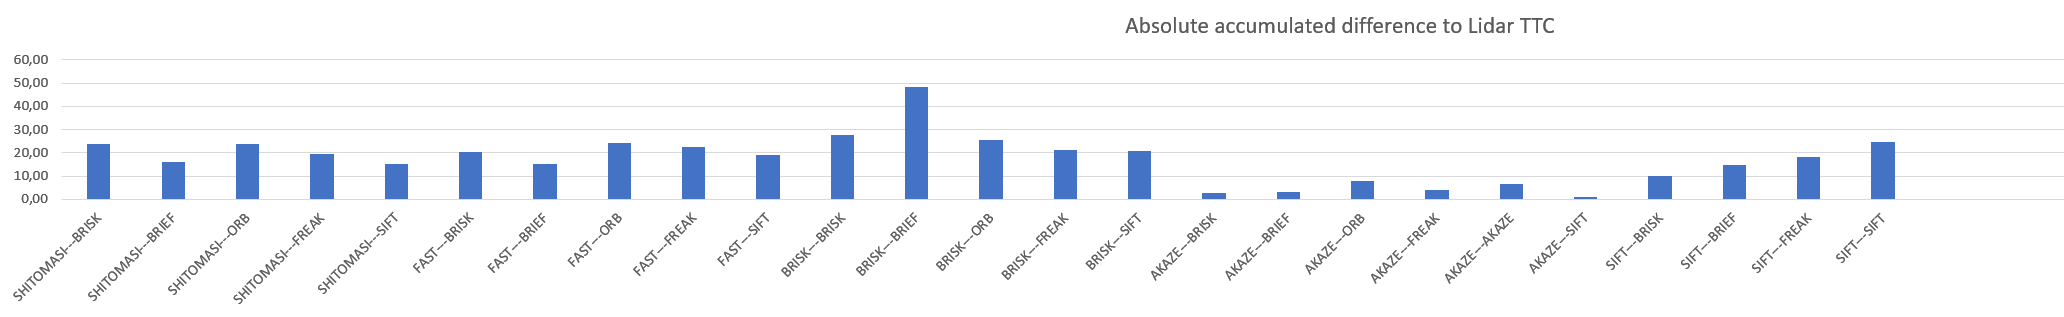 Absolute accumulated difference to Lidar TTC
60,00
50,00
40,00
30,00
20,00
10,00
0,00
SHITOMASI---BRISK
SHITOMASI---BRIEF
SHITOMASI---ORB
SHITOMASI---FREAK
SHITOMASI---SIFT
FAST---BRISK
FAST---BRIEF
FAST---ORB
FAST---FREAK
FAST---SIFT
BRISK---BRISK
BRISK---BRIEF
BRISK---ORB
BRISK---FREAK
BRISK---SIFT
AKAZE---BRISK
AKAZE---BRIEF
AKAZE---ORB
AKAZE---FREAK
AKAZE---AKAZE
AKAZE---SIFT
SIFT---BRISK
SIFT---BRIEF
SIFT---FREAK
SIFT---SIFT